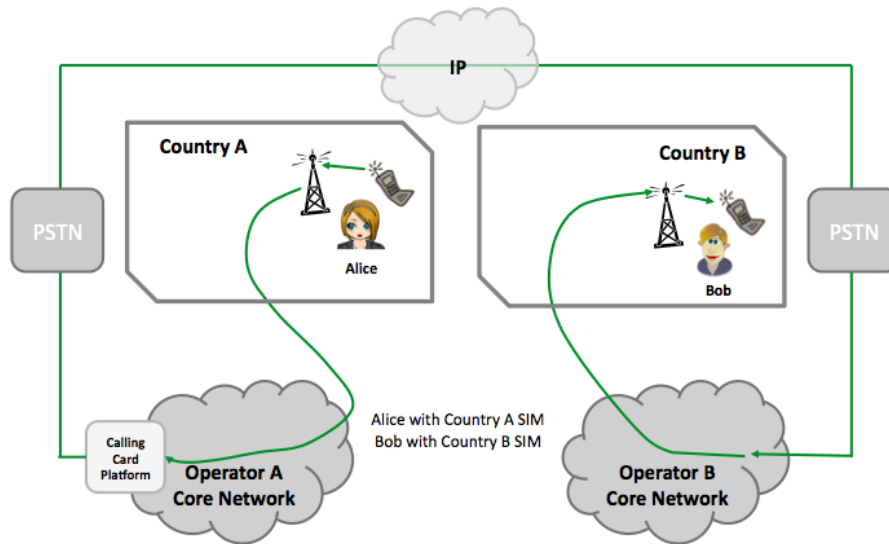 IP
Country A
Country B
PSTN
PSTN
Alice
Bob
Alice with Country A SIM
Bob with Country B SIM
Calling
Card
Platform
Operator A
Core Network
Operator B
Core Network